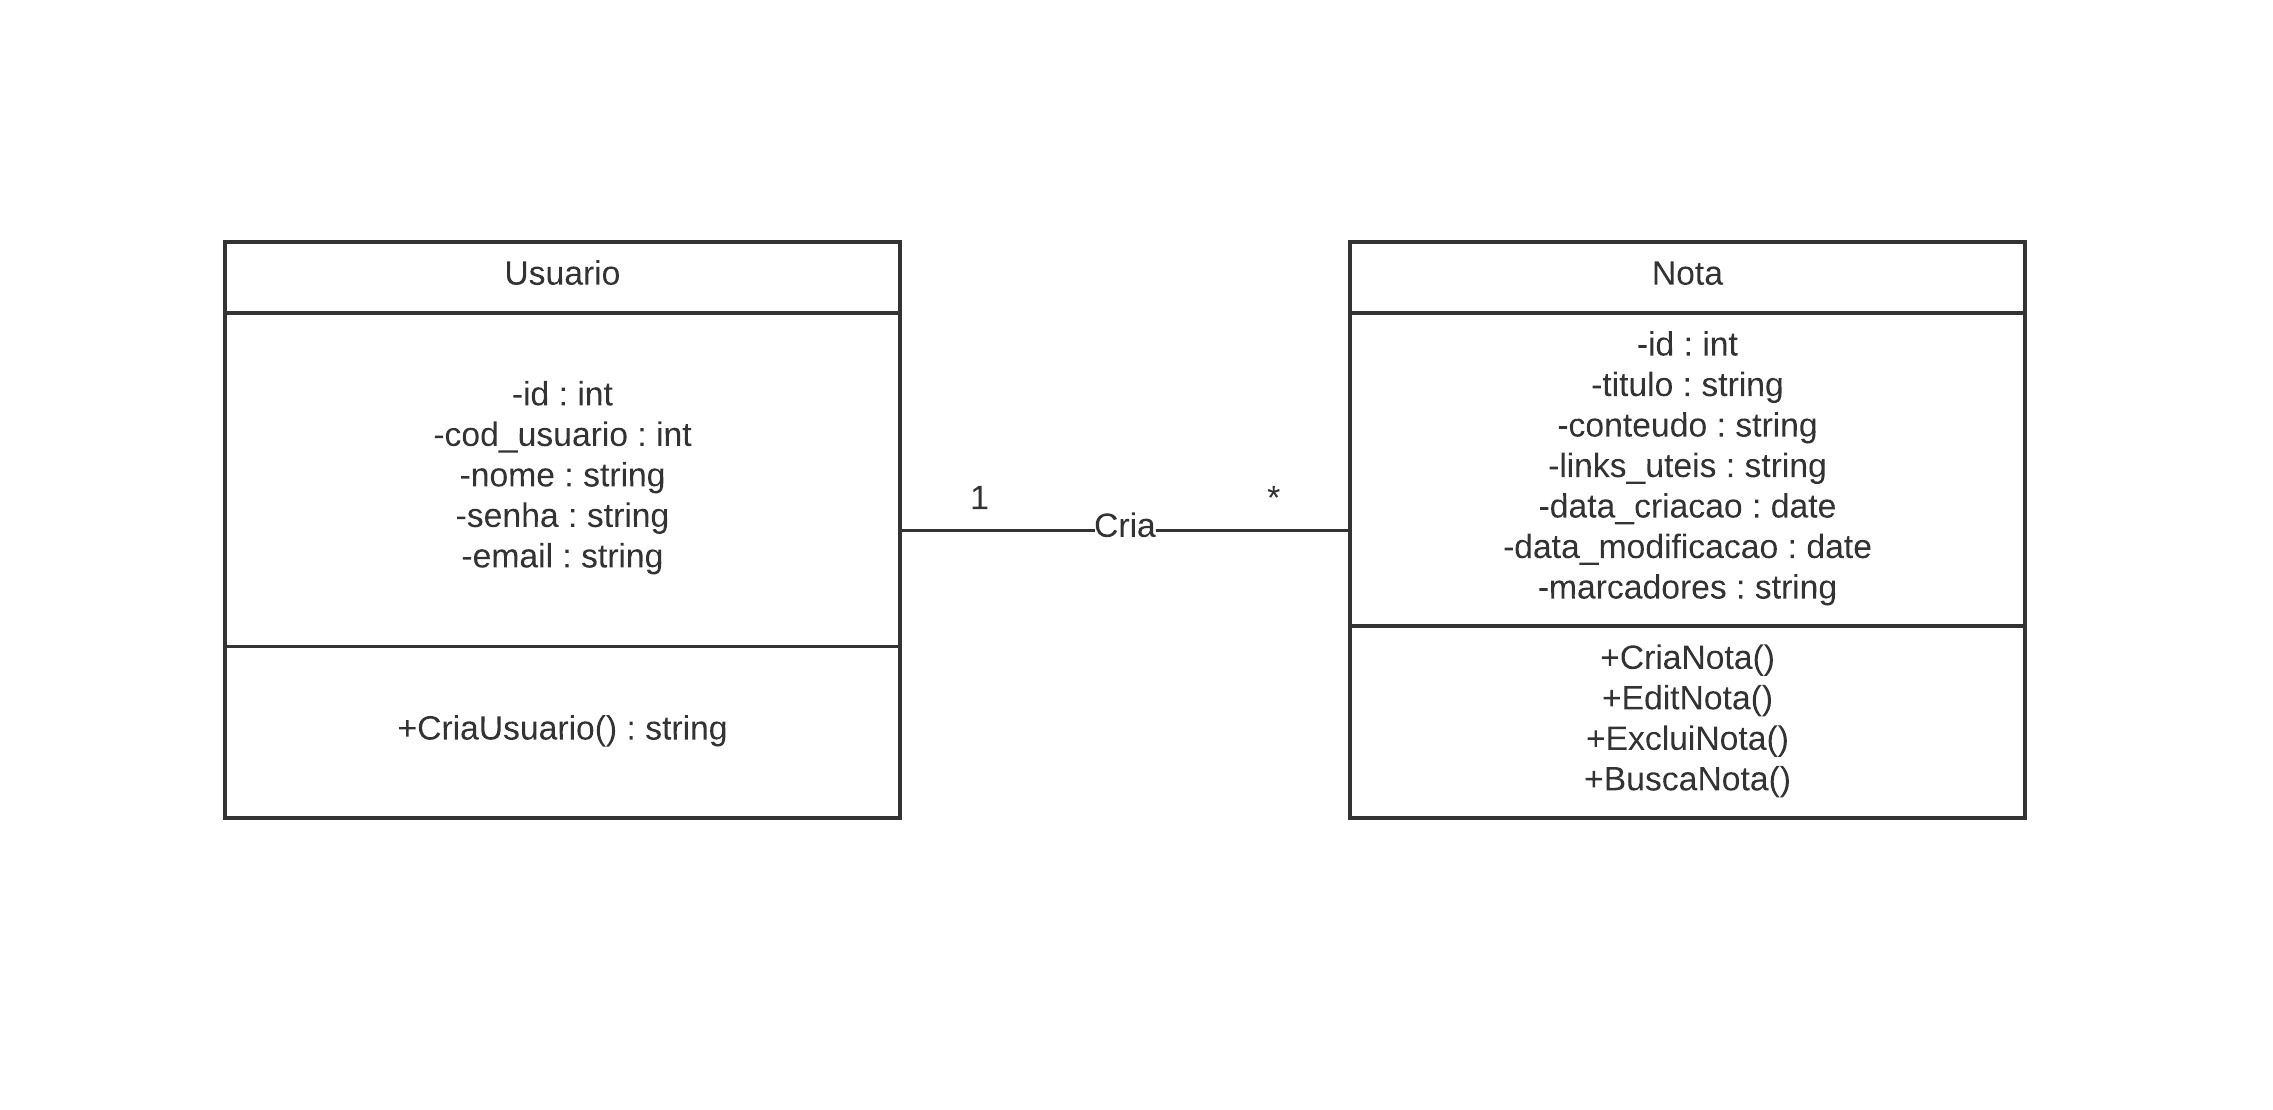 Usuario
-id : int
-cod_usuario : int
-nome : string
-senha : string
-email : string
+CriaUsuario() : string
1
Cria
*
Nota
-id : int
-titulo : string
-conteudo : string
-links_uteis : string
-data_criacao : date
-data_modificacao : date
-marcadores : string
+CriaNota()
+EditNota()
+ExcluiNota()
+BuscaNota()